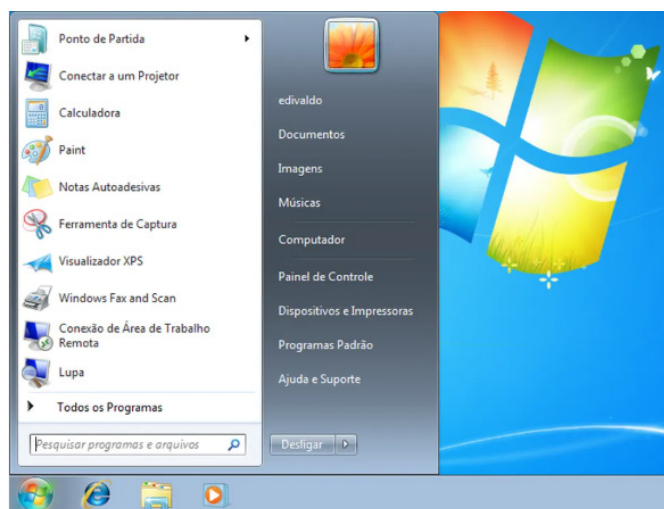 Ponto de Partida
Conectar a um Projetor
Calculadora
Paint
Notas Autoadesivas
Ferramenta de Captura
Visualizador XPS
Windows Fax and Scan
Conexão de Área de Trabalho
Remota
Lupa
Todos os Programas
Pesquisar programas e arquivos
edivaldo
Documentos
Imagens
Músicas
Computador
Painel de Controle
Dispositivos e Impressoras
Programas Padrão
Ajuda e Suporte
Desligar